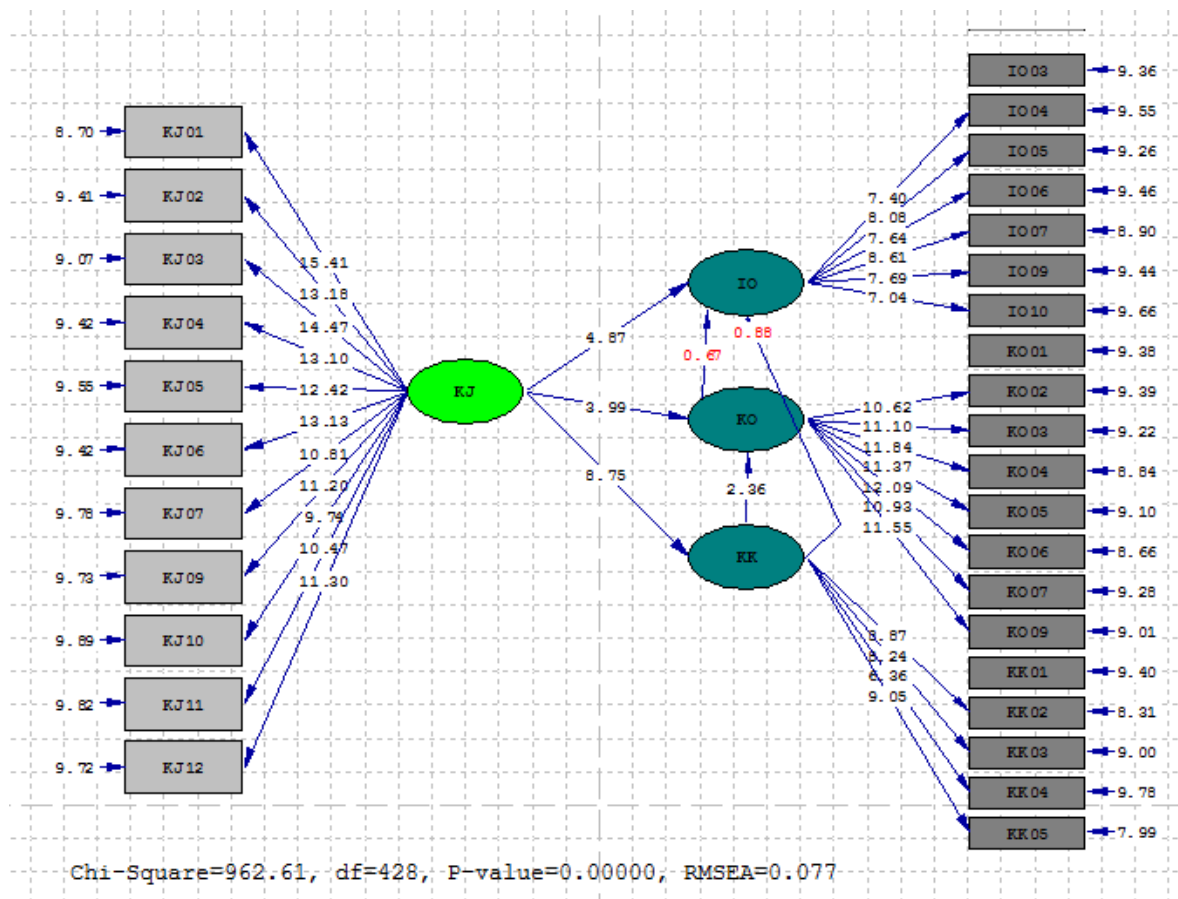 8.70 KJ01
9.41 KJ02
9.07 KJ03
9.42 KJ04
9.55 KJ05
9.42 KJ06
9.78 KJ07
9.73 KJ09
9.89 KJ10
9.82 KJ11
9.72 KJ12
15.41
13.18
14.47
13.10
12.42
13.13
10.81
11.20
9.74
10.47
11.30
KJ
4.87
3.99
8.75
IO
0.88
0.67
KO
2.36
KK
7.40
8.08
7.64
8.61
7.69
7.04
10.62
11.10
11.84
11.37
12.09
10.93
11.55
8.24
6.36
9.05
IO03 9.36
IO04 9.55
IO05 9.26
IO06 9.46
IO07 8.90
IO09 9.44
IO10 9.66
KO01 9.38
KO02 9.39
KO03 9.22
KO04 8.84
KO05 9.10
KO06 8.66
KO07 9.28
KO09 9.01
KK01 9.40
KK02 8.31
KK03 9.00
KK04 9.78
KK05 7.99
Chi-Square=962.61, df=428, P-value=0.00000, RMSEA=0.077